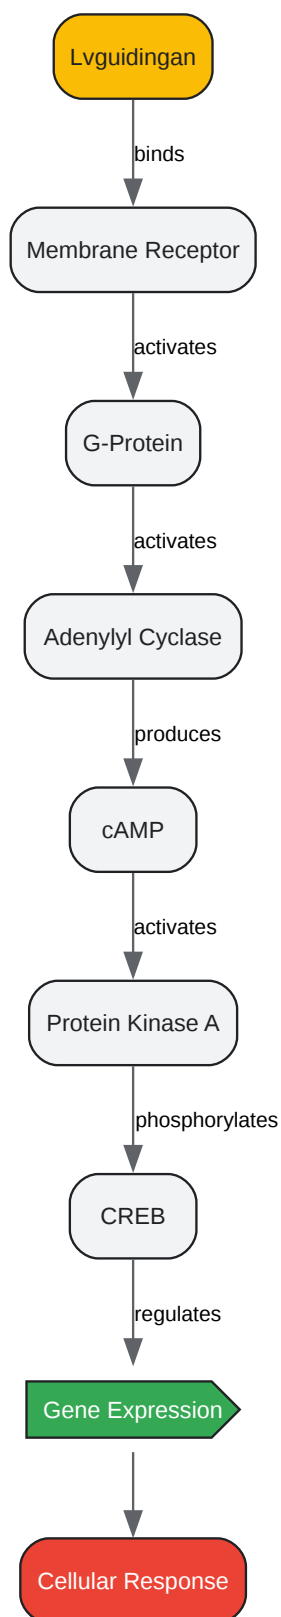 Lvguidingan
binds
Membrane Receptor
activates
G-Protein
activates
Adenylyl Cyclase
produces
cAMP
activates
Protein Kinase A
phosphorylates
CREB
regulates
Gene Expression
Cellular Response